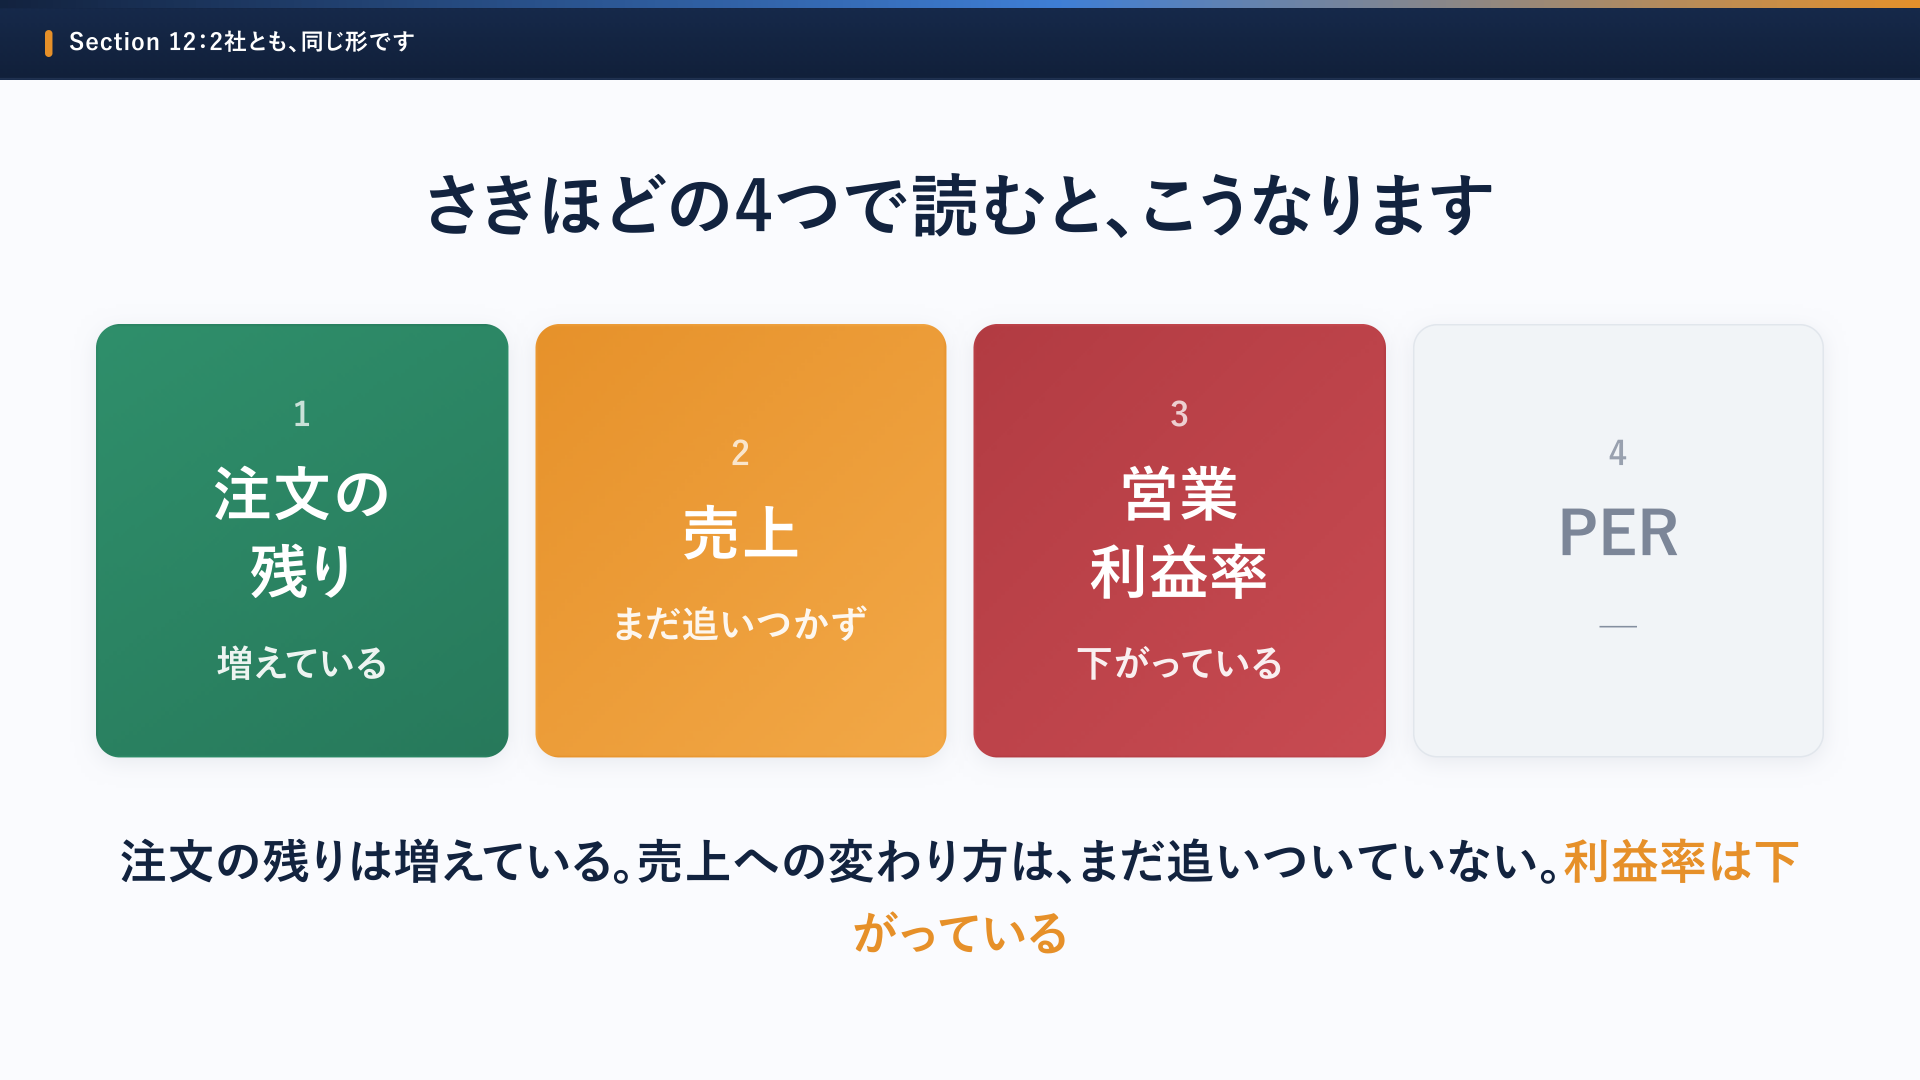 Section 12：2社とも、同じ形です
さきほどの4つで読むと、こうなります
1
注文の
残り
増えている
2
売上
まだ追いつかず
3
営業
利益率
下がっている
4
PER
—
注文の残りは増えている。売上への変わり方は、まだ追いついていない。利益率は下
がっている